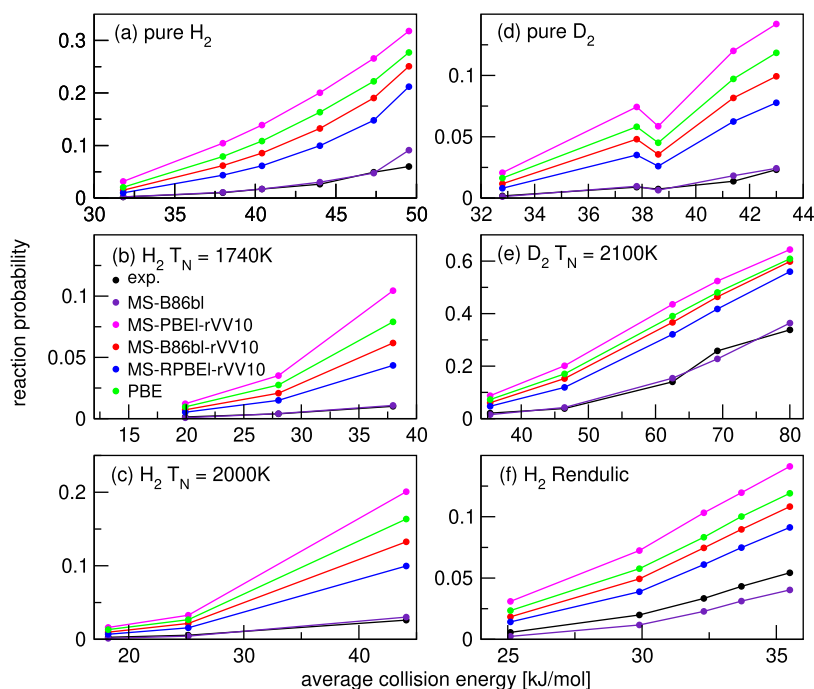 (a) pure H2
0.3
0.2
0.1
0
30 35 40 45 50
(d) pure D2
0.1
0.05
0
32 34 36 38 40 42 44
reaction probability
(b) H2 TN = 1740K
exp.
MS-B86bl
MS-PBEl-rVV10
MS-B86bl-rVV10
MS-RPBEl-rVV10
PBE
0.1
0.05
0
15 20 25 30 35 40
(e) D2 TN = 2100K
0.6
0.4
0.2
0
40 50 60 70 80
(c) H2 TN = 2000K
0.2
0.1
0
20 30 40
(f) H2 Rendulic
0.1
0.05
0
25 30 35
average collision energy [kJ/mol]